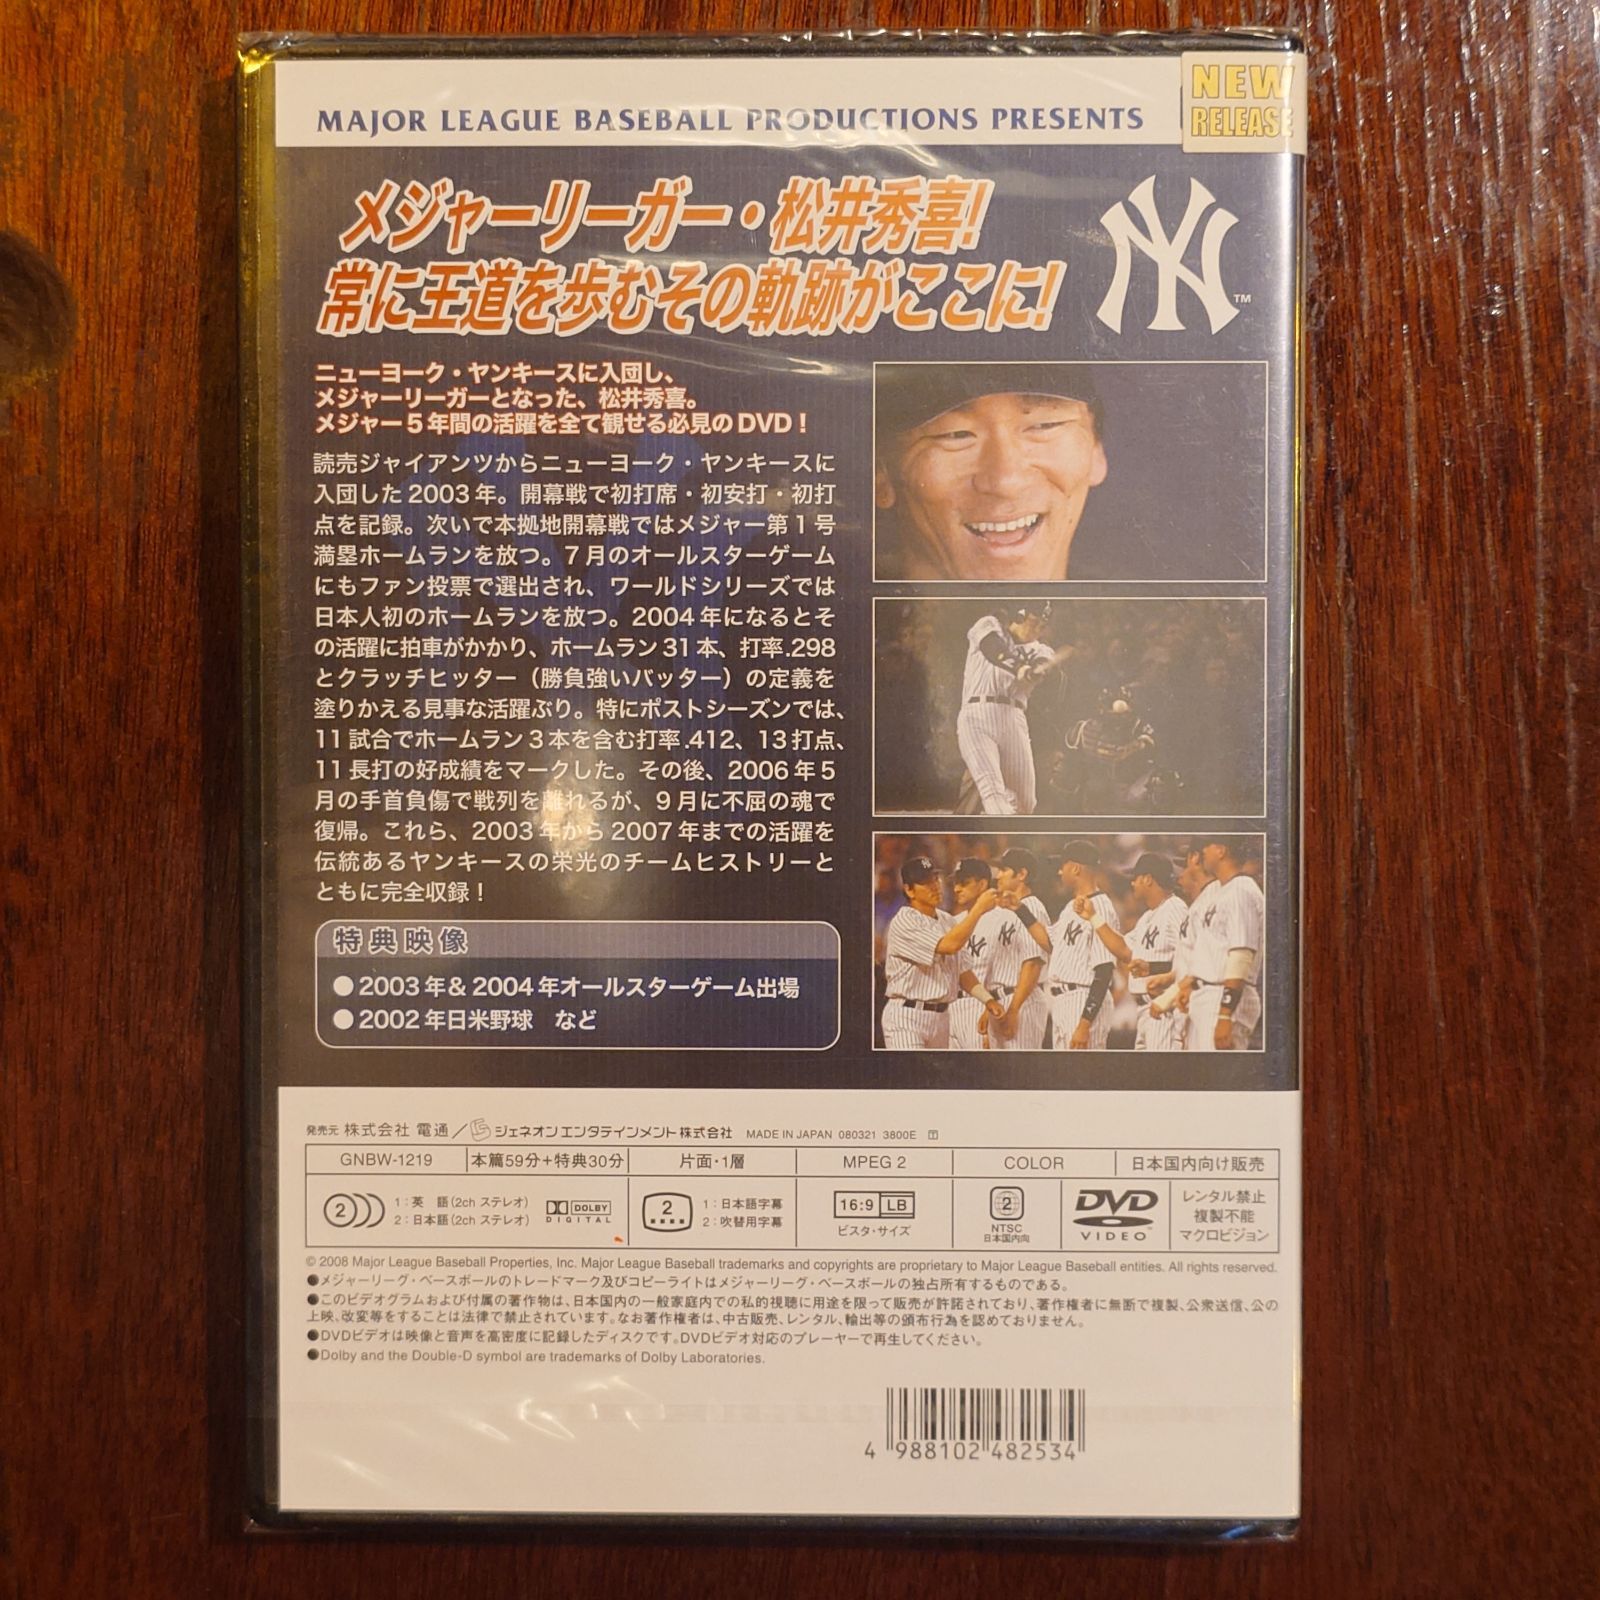 MAJOR LEAGUE BASEBALL PRODUCTIONS PRESENTS
NEW
RELEASE
メジャーリーガー・松井秀喜!
常に王道を歩むその軌跡がここに!
NY
TM
ニューヨーク・ヤンキースに入団し、
メジャーリーガーとなった、松井秀喜。
メジャー5年間の活躍を全て観せる必見のDVD！
読売ジャイアンツからニューヨーク・ヤンキースに
入団した2003年。開幕戦で初打席・初安打・初打
点を記録。次いで本拠地開幕戦ではメジャー第1号
満塁ホームランを放つ。7月のオールスターゲーム
にもファン投票で選出され、ワールドシリーズでは
日本人初のホームランを放つ。2004年になるとそ
の活躍に拍車がかかり、ホームラン31本、打率.298
とクラッチヒッター（勝負強いバッター）の定義を
塗りかえる見事な活躍ぶり。特にポストシーズンでは、
11試合でホームラン3本を含む打率.412、13打点、
11長打の好成績をマークした。その後、2006年5
月の手首負傷で戦列を離れるが、9月に不屈の魂で
復帰。これら、2003年から2007年までの活躍を
伝統あるヤンキースの栄光のチームヒストリーと
ともに完全収録！
特典映像
●2003年&2004年オールスターゲーム出場
●2002年日米野球　など
発売元 株式会社 電通／ジェネオン エンタテインメント株式会社 MADE IN JAPAN 080321 3800E T
GNBW-1219 本篇59分+特典30分 片面・1層 MPEG 2 COLOR 日本国内向け販売
2 1：英 語（2ch ステレオ） 2：日本語（2ch ステレオ） DOLBY DIGITAL
2 1：日本語字幕 2：吹替用字幕
16:9 LB ビスタ・サイズ
2 NTSC 日本国内向
DVD VIDEO
レンタル禁止
複製不能
マクロビジョン
© 2008 Major League Baseball Properties, Inc. Major League Baseball trademarks and copyrights are proprietary to Major League Baseball entities. All rights reserved.
●メジャーリーグ・ベースボールのトレードマーク及びコピーライトはメジャーリーグ・ベースボールの独占所有するものである。
●このビデオグラムおよび付属の著作物は、日本国内の一般家庭内での私的視聴に用途を限って販売が許諾されており、著作権者に無断で複製、公衆送信、公の
上映、改変等をすることは法律で禁止されています。なお著作権者は、中古販売、レンタル、輸出等の頒布行為を認めておりません。
●DVDビデオは映像と音声を高密度に記録したディスクです。DVDビデオ対応のプレーヤーで再生してください。
●Dolby and the Double-D symbol are trademarks of Dolby Laboratories.
4 988102 482534